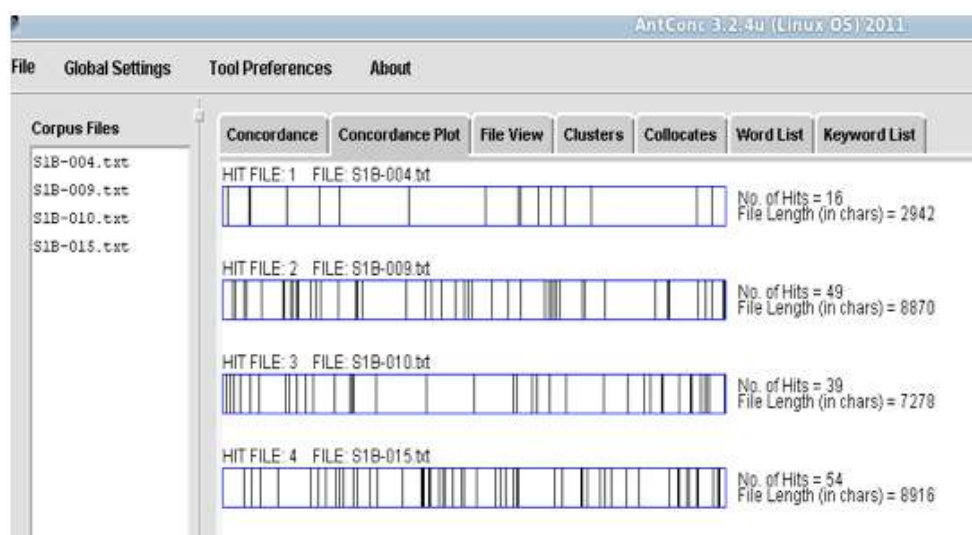 AntConc 3.2.4u (Linux OS) 2011
File Global Settings Tool Preferences About
Corpus Files
S1B-004.txt
S1B-009.txt
S1B-010.txt
S1B-015.txt
Concordance Concordance Plot File View Clusters Collocates Word List Keyword List
HIT FILE: 1 FILE: S1B-004.txt
No. of Hits = 16
File Length (in chars) = 2942
HIT FILE: 2 FILE: S1B-009.txt
No. of Hits = 49
File Length (in chars) = 8870
HIT FILE: 3 FILE: S1B-010.txt
No. of Hits = 39
File Length (in chars) = 7278
HIT FILE: 4 FILE: S1B-015.txt
No. of Hits = 54
File Length (in chars) = 8916